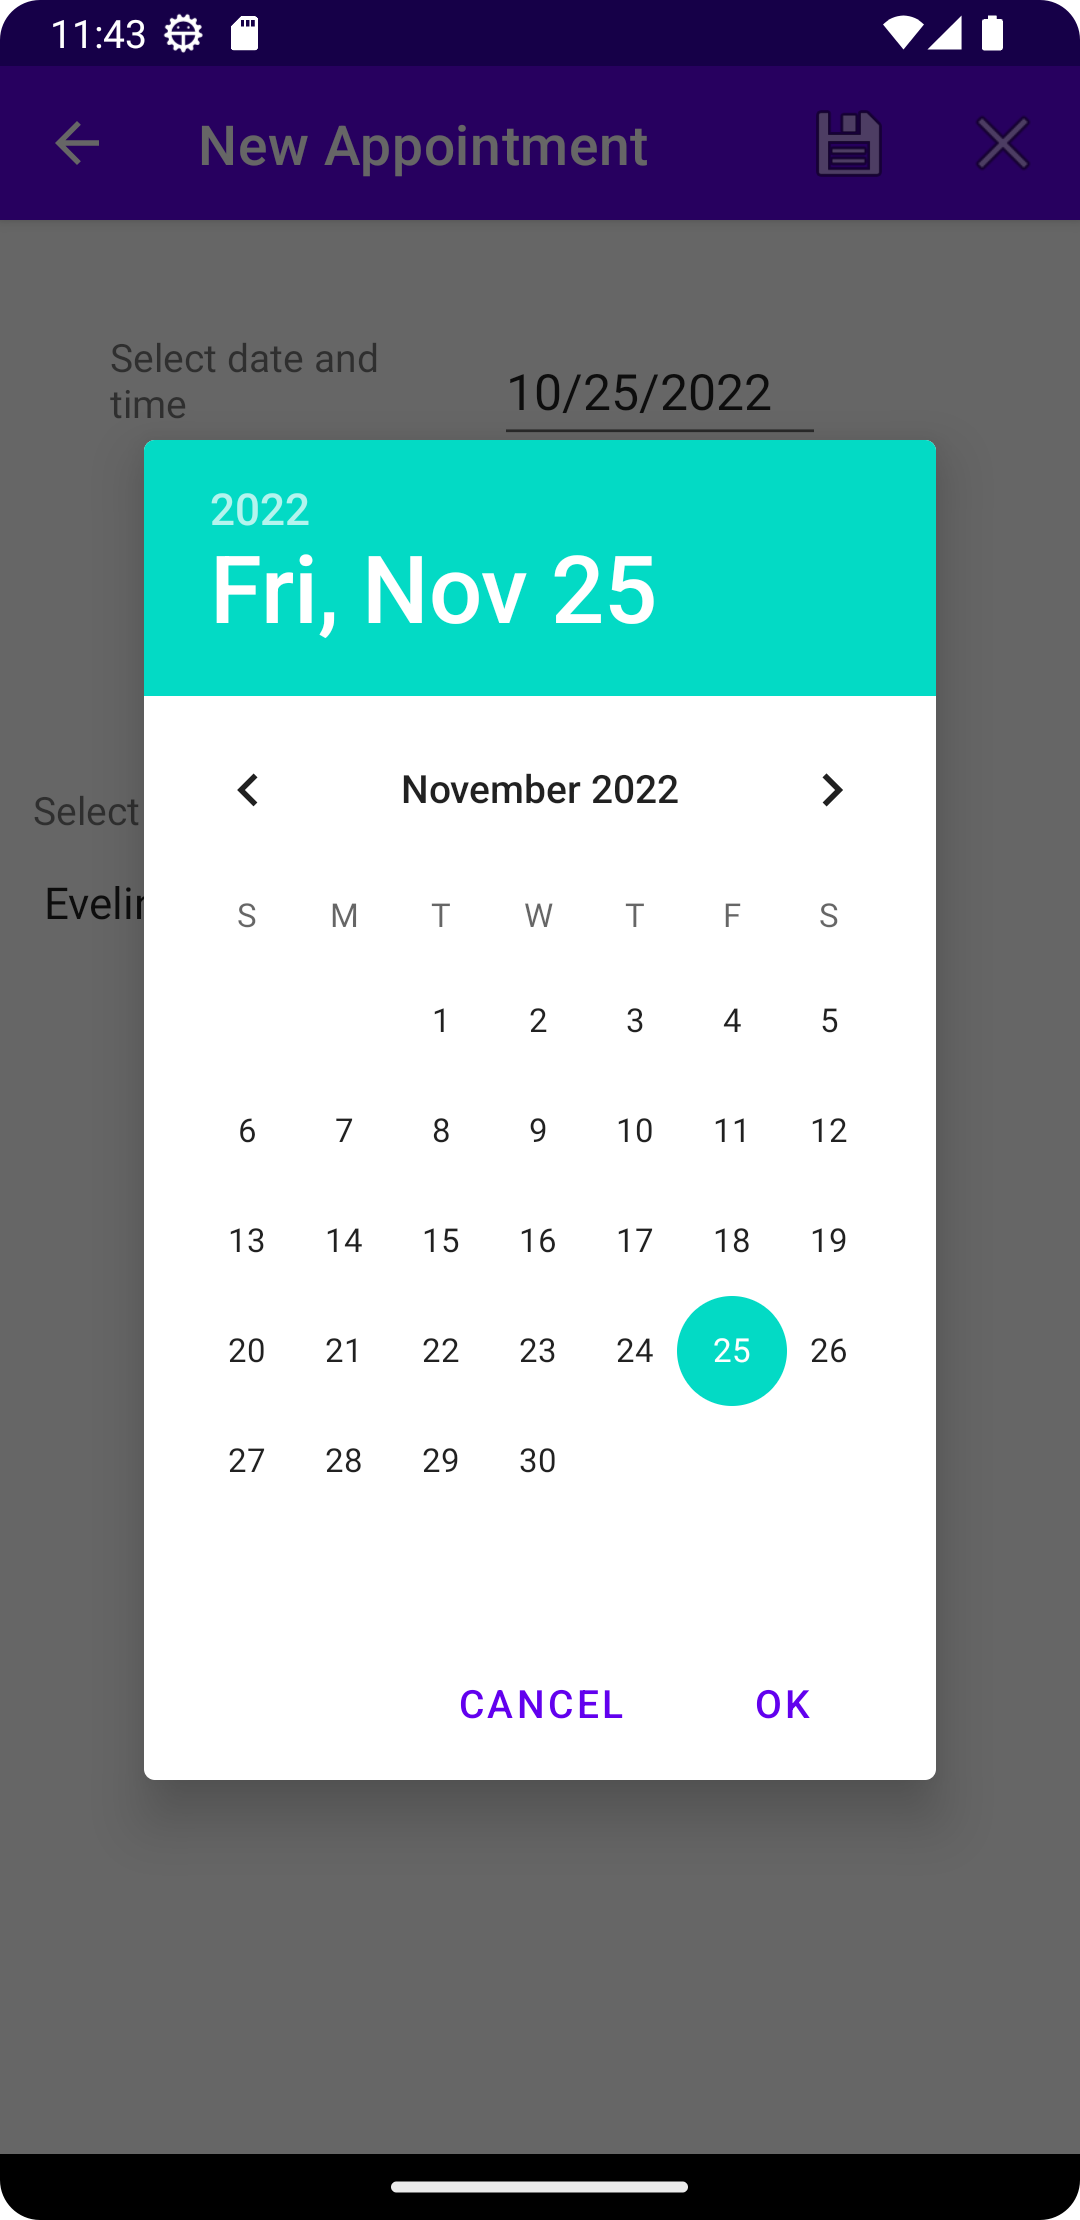 11:43
New Appointment
Select date and
time
10/25/2022
2022
Fri, Nov 25
November 2022
Select
S M T W T F S
1 2 3 4 5
6 7 8 9 10 11 12
13 14 15 16 17 18 19
20 21 22 23 24 25 26
27 28 29 30
CANCEL OK